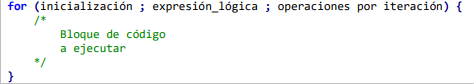 for (inicialización ; expresión_lógica ; operaciones por iteración) {
/*
Bloque de código
a ejecutar
*/
}